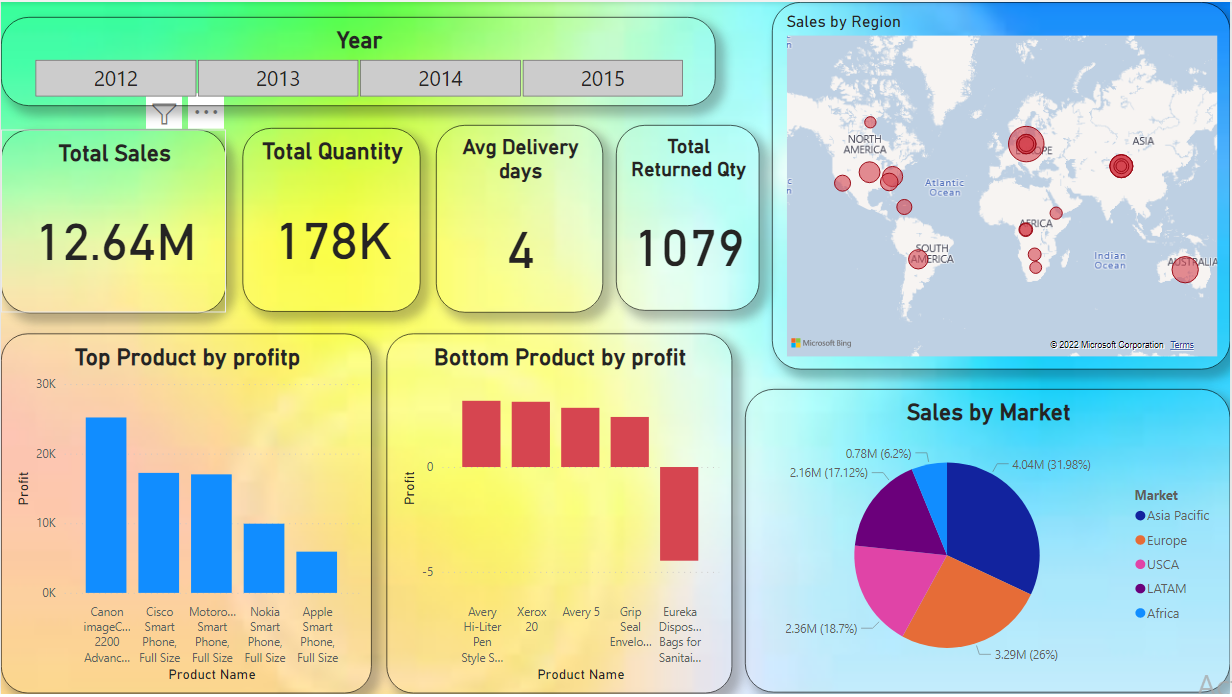 Year
2012
2013
2014
2015
Total Sales
12.64M
Total Quantity
178K
Avg Delivery
days
4
Total
Returned Qty
1079
Sales by Region
NORTH
AMERICA
ASIA
Atlantic
Ocean
AFRICA
SOUTH
AMERICA
Indian
Ocean
AUSTRALIA
Microsoft Bing
© 2022 Microsoft Corporation
Terms
Top Product by profitp
Profit
30K
20K
10K
0K
Canon
imageC...
2200
Advanc...
Cisco
Smart
Phone,
Full Size
Motoro...
Smart
Phone,
Full Size
Nokia
Smart
Phone,
Full Size
Apple
Smart
Phone,
Full Size
Product Name
Bottom Product by profit
Profit
0
-5
Avery
Hi-Liter
Pen
Style S...
Xerox
20
Avery 5
Grip
Seal
Envelo...
Eureka
Dispos...
Bags for
Sanitai...
Product Name
Sales by Market
0.78M (6.2%)
4.04M (31.98%)
2.16M (17.12%)
2.36M (18.7%)
3.29M (26%)
Market
Asia Pacific
Europe
USCA
LATAM
Africa